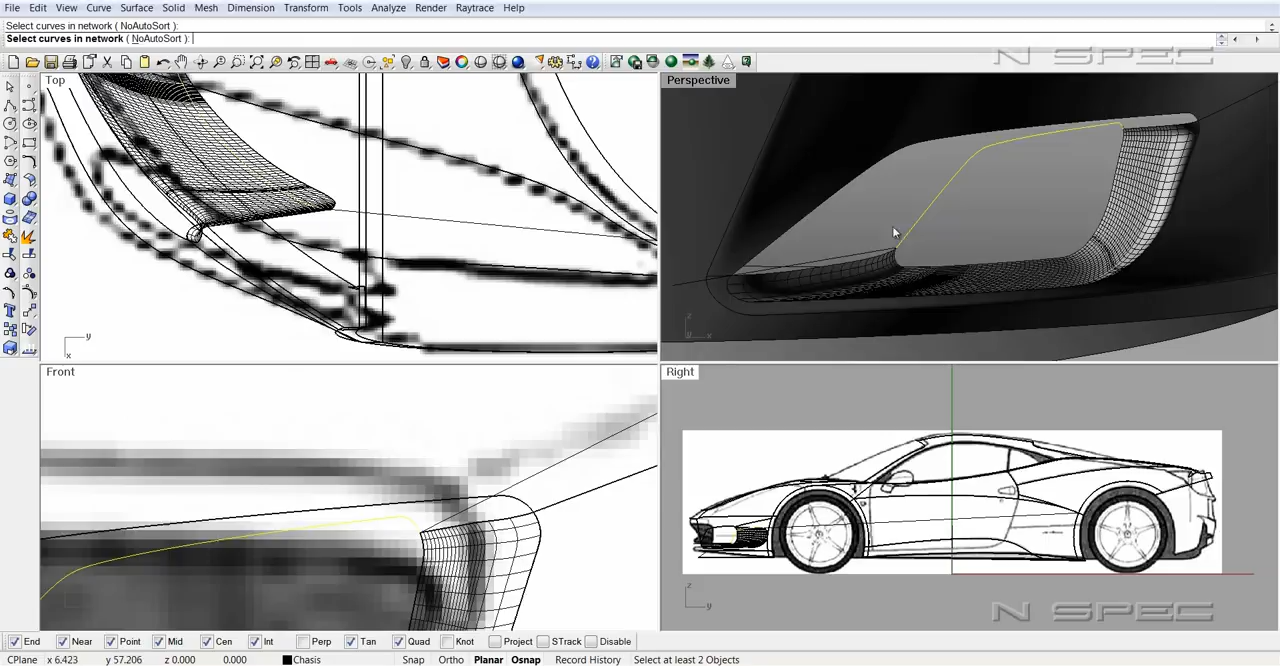 File Edit View Curve Surface Solid Mesh Dimension Transform Tools Analyze Render Raytrace Help
Select curves in network ( NoAutoSort ):
Select curves in network ( NoAutoSort ):
N SPEC
Top
Perspective
y
x
z
y
x
Front
Right
z
y
N SPEC
End Near Point Mid Cen Int Perp Tan Quad Knot Project STrack Disable
CPlane x 6.423 y 57.206 z 0.000 0.000 Chasis Snap Ortho Planar Osnap Record History Select at least 2 Objects